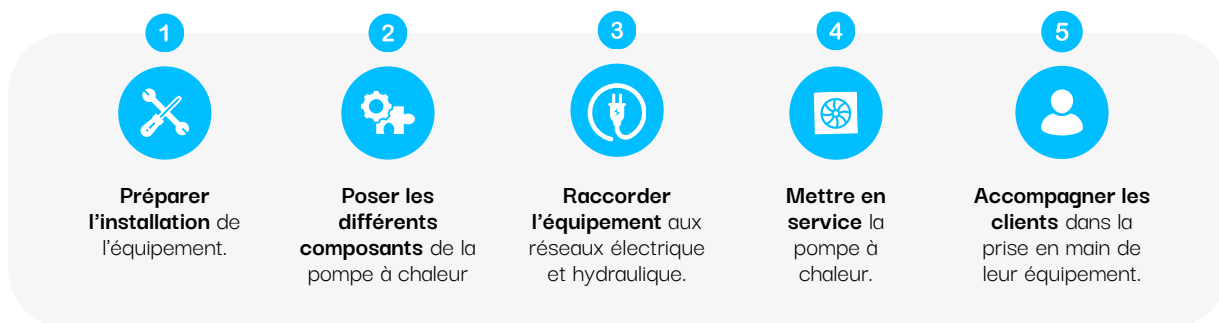 1
Préparer
l'installation de
l'équipement.
2
Poser les
différents
composants de la
pompe à chaleur
3
Raccorder
l'équipement aux
réseaux électrique
et hydraulique.
4
Mettre en
service la
pompe à
chaleur.
5
Accompagner les
clients dans la
prise en main de
leur équipement.